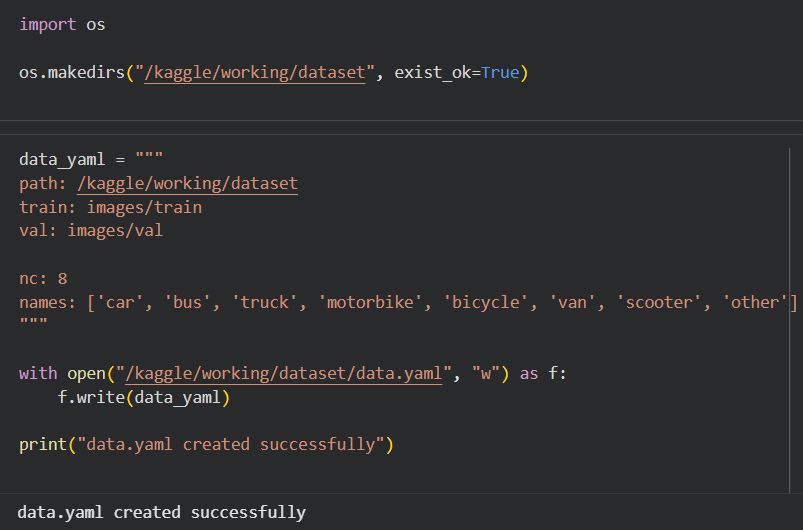 import os
os.makedirs("/kaggle/working/dataset", exist_ok=True)
data_yaml = """
path: /kaggle/working/dataset
train: images/train
val: images/val
nc: 8
names: ['car', 'bus', 'truck', 'motorbike', 'bicycle', 'van', 'scooter', 'other']
"""
with open("/kaggle/working/dataset/data.yaml", "w") as f:
    f.write(data_yaml)
print("data.yaml created successfully")
data.yaml created successfully